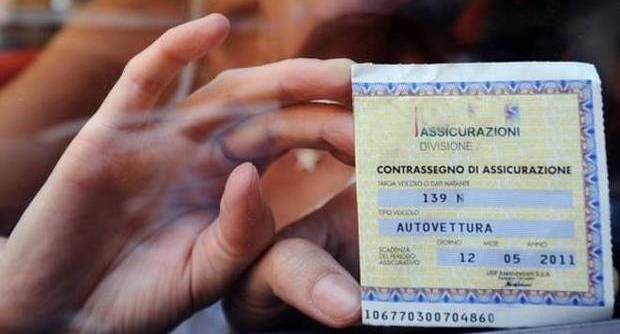 ASSICURAZIONI
DIVISIONE
CONTRASSEGNO DI ASSICURAZIONE
TARGA VEICOLO O DATI NATANTE
139 N
TIPO VEICOLO
AUTOVETTURA
SCADENZA DEL PERIODO ASSICURATIVO
GIORNO MESE ANNO
12 05 2011
106770300704860